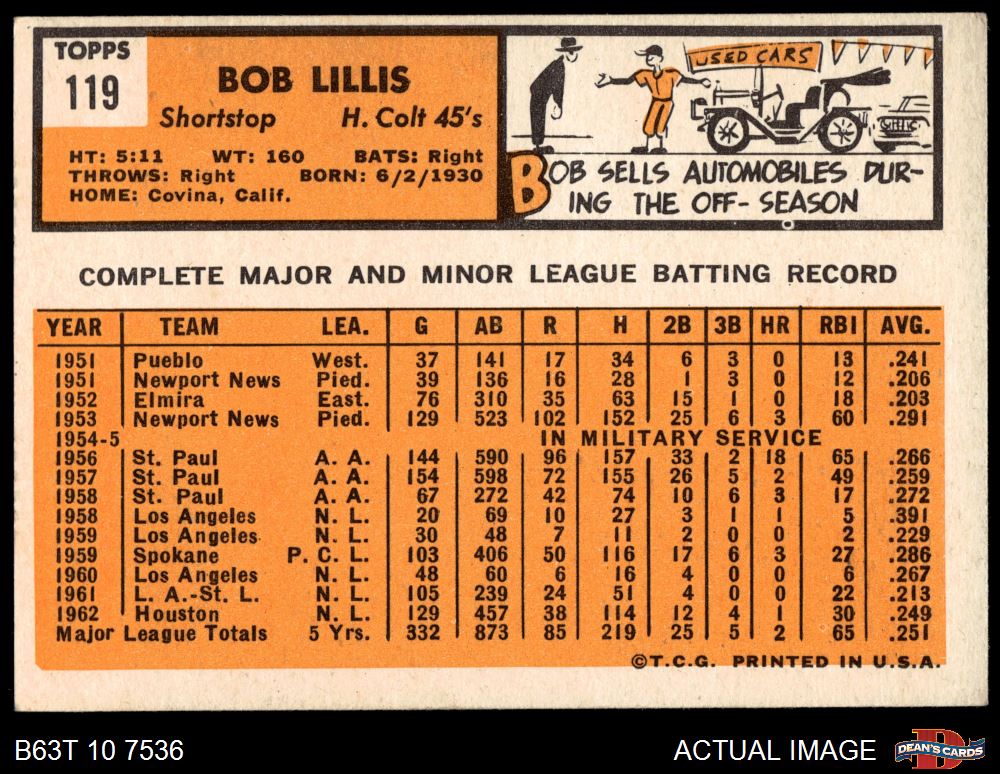 TOPPS
119
BOB LILLIS
Shortstop H. Colt 45's
HT: 5:11 WT: 160 BATS: Right
THROWS: Right BORN: 6/2/1930
HOME: Covina, Calif.
USED CARS
BOB SELLS AUTOMOBILES DUR-
ING THE OFF-SEASON
COMPLETE MAJOR AND MINOR LEAGUE BATTING RECORD
YEAR TEAM LEA. G AB R H 2B 3B HR RBI AVG.
1951 Pueblo West. 37 141 17 34 6 3 0 13 .241
1951 Newport News Pied. 39 136 16 28 1 3 0 12 .206
1952 Elmira East. 76 310 35 63 15 1 0 18 .203
1953 Newport News Pied. 129 523 102 152 25 6 3 60 .291
1954-5 IN MILITARY SERVICE
1956 St. Paul A. A. 144 590 96 157 33 2 18 65 .266
1957 St. Paul A. A. 154 598 72 155 26 5 2 49 .259
1958 St. Paul A. A. 67 272 42 74 10 6 3 17 .272
1958 Los Angeles N. L. 20 69 10 27 3 1 1 5 .391
1959 Los Angeles N. L. 30 48 7 11 2 0 0 2 .229
1959 Spokane P. C. L. 103 406 50 116 17 6 3 27 .286
1960 Los Angeles N. L. 48 60 6 16 4 0 0 6 .267
1961 L. A.-St. L. N. L. 105 239 24 51 4 0 0 22 .213
1962 Houston N. L. 129 457 38 114 12 4 1 30 .249
Major League Totals 5 Yrs. 332 873 85 219 25 5 2 65 .251
©T.C.G. PRINTED IN U.S.A.
B63T 10 7536 ACTUAL IMAGE DEAN'S CARDS